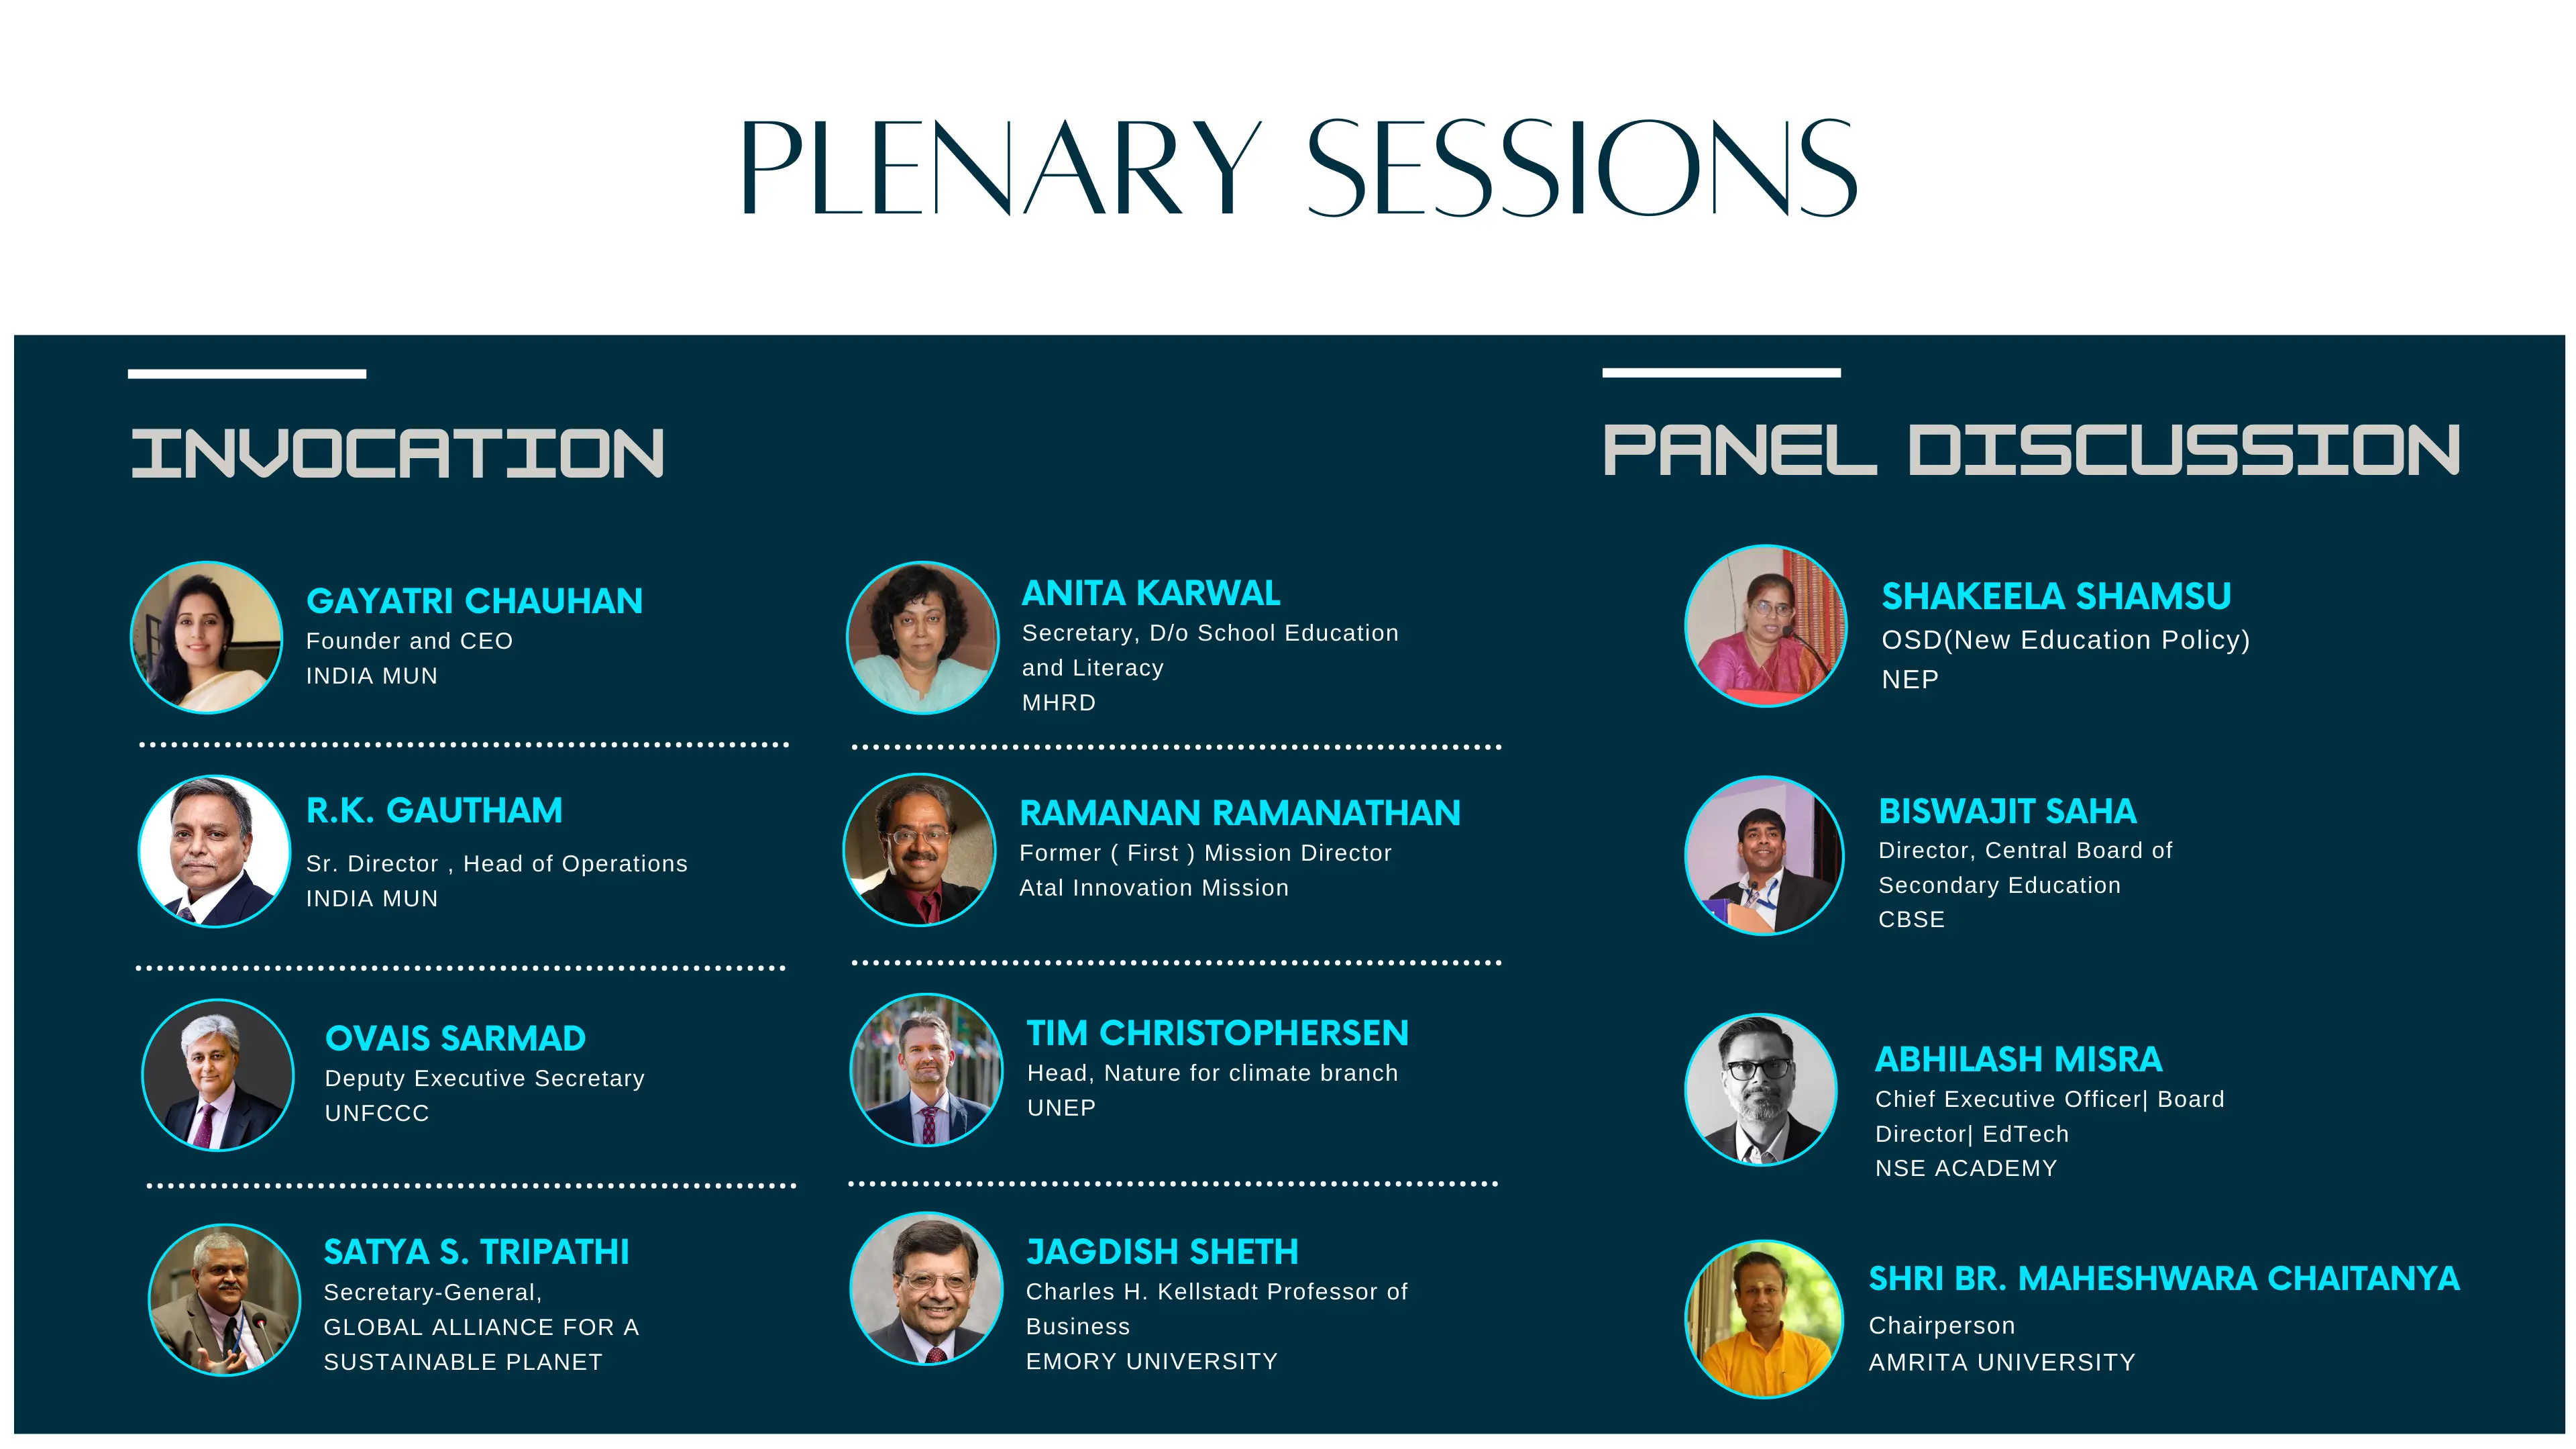 PLENARY SESSIONS
INVOCATION
GAYATRI CHAUHAN
Founder and CEO
INDIA MUN
R.K. GAUTHAM
Sr. Director , Head of Operations
INDIA MUN
OVAIS SARMAD
Deputy Executive Secretary
UNFCCC
SATYA S. TRIPATHI
Secretary-General,
GLOBAL ALLIANCE FOR A
SUSTAINABLE PLANET
ANITA KARWAL
Secretary, D/o School Education
and Literacy
MHRD
RAMANAN RAMANATHAN
Former ( First ) Mission Director
Atal Innovation Mission
TIM CHRISTOPHERSEN
Head, Nature for climate branch
UNEP
JAGDISH SHETH
Charles H. Kellstadt Professor of
Business
EMORY UNIVERSITY
PANEL DISCUSSION
SHAKEELA SHAMSU
OSD(New Education Policy)
NEP
BISWAJIT SAHA
Director, Central Board of
Secondary Education
CBSE
ABHILASH MISRA
Chief Executive Officer| Board
Director| EdTech
NSE ACADEMY
SHRI BR. MAHESHWARA CHAITANYA
Chairperson
AMRITA UNIVERSITY